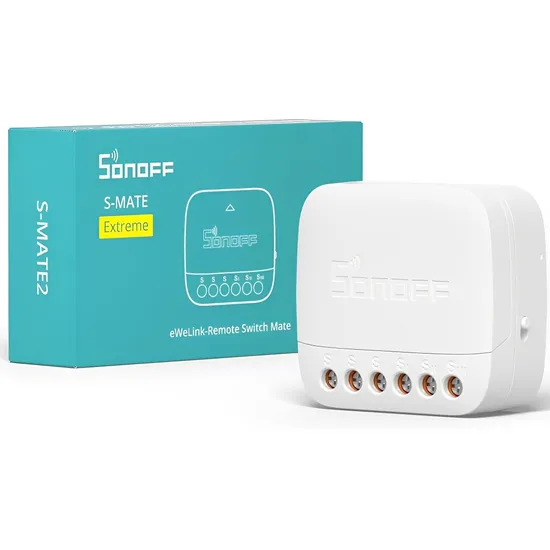 SONOFF
S-MATE
Extreme
S-MATE2
SONOFF
S S S S
eWeLink-Remote Switch Mate
SONOFF
S S S S